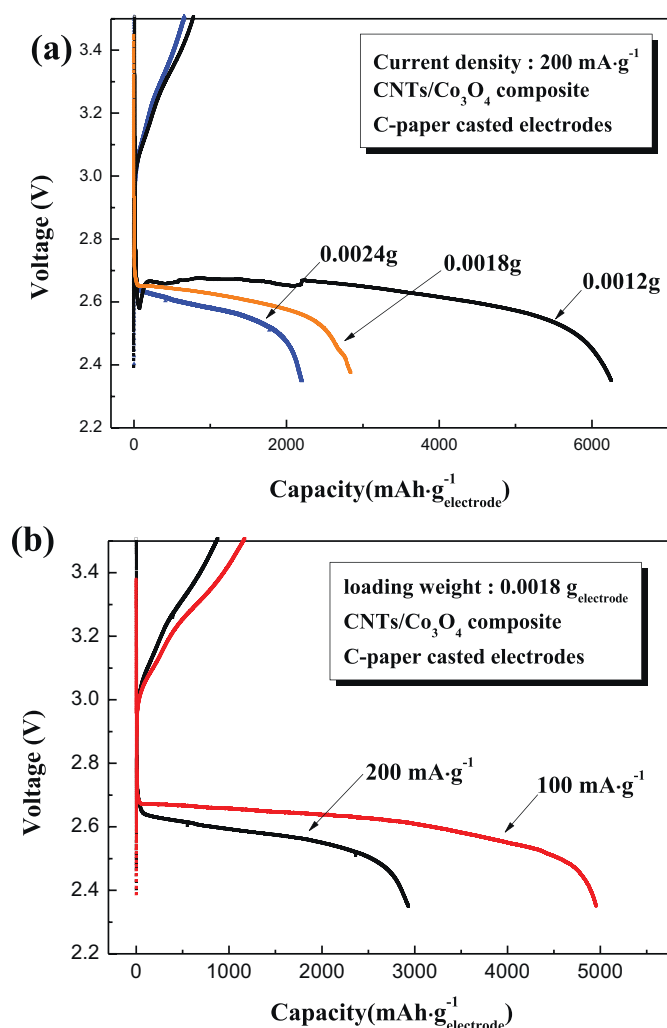 (a)
Current density : 200 mA·g⁻¹
CNTs/Co₃O₄ composite
C-paper casted electrodes
3.4
3.2
3.0
2.8
2.6
2.4
2.2
Voltage (V)
0.0024g
0.0018g
0.0012g
0 2000 4000 6000
Capacity(mAh·g⁻¹electrode)
(b)
loading weight : 0.0018 gelectrode
CNTs/Co₃O₄ composite
C-paper casted electrodes
3.4
3.2
3.0
2.8
2.6
2.4
2.2
Voltage (V)
200 mA·g⁻¹
100 mA·g⁻¹
0 1000 2000 3000 4000 5000
Capacity(mAh·g⁻¹electrode)